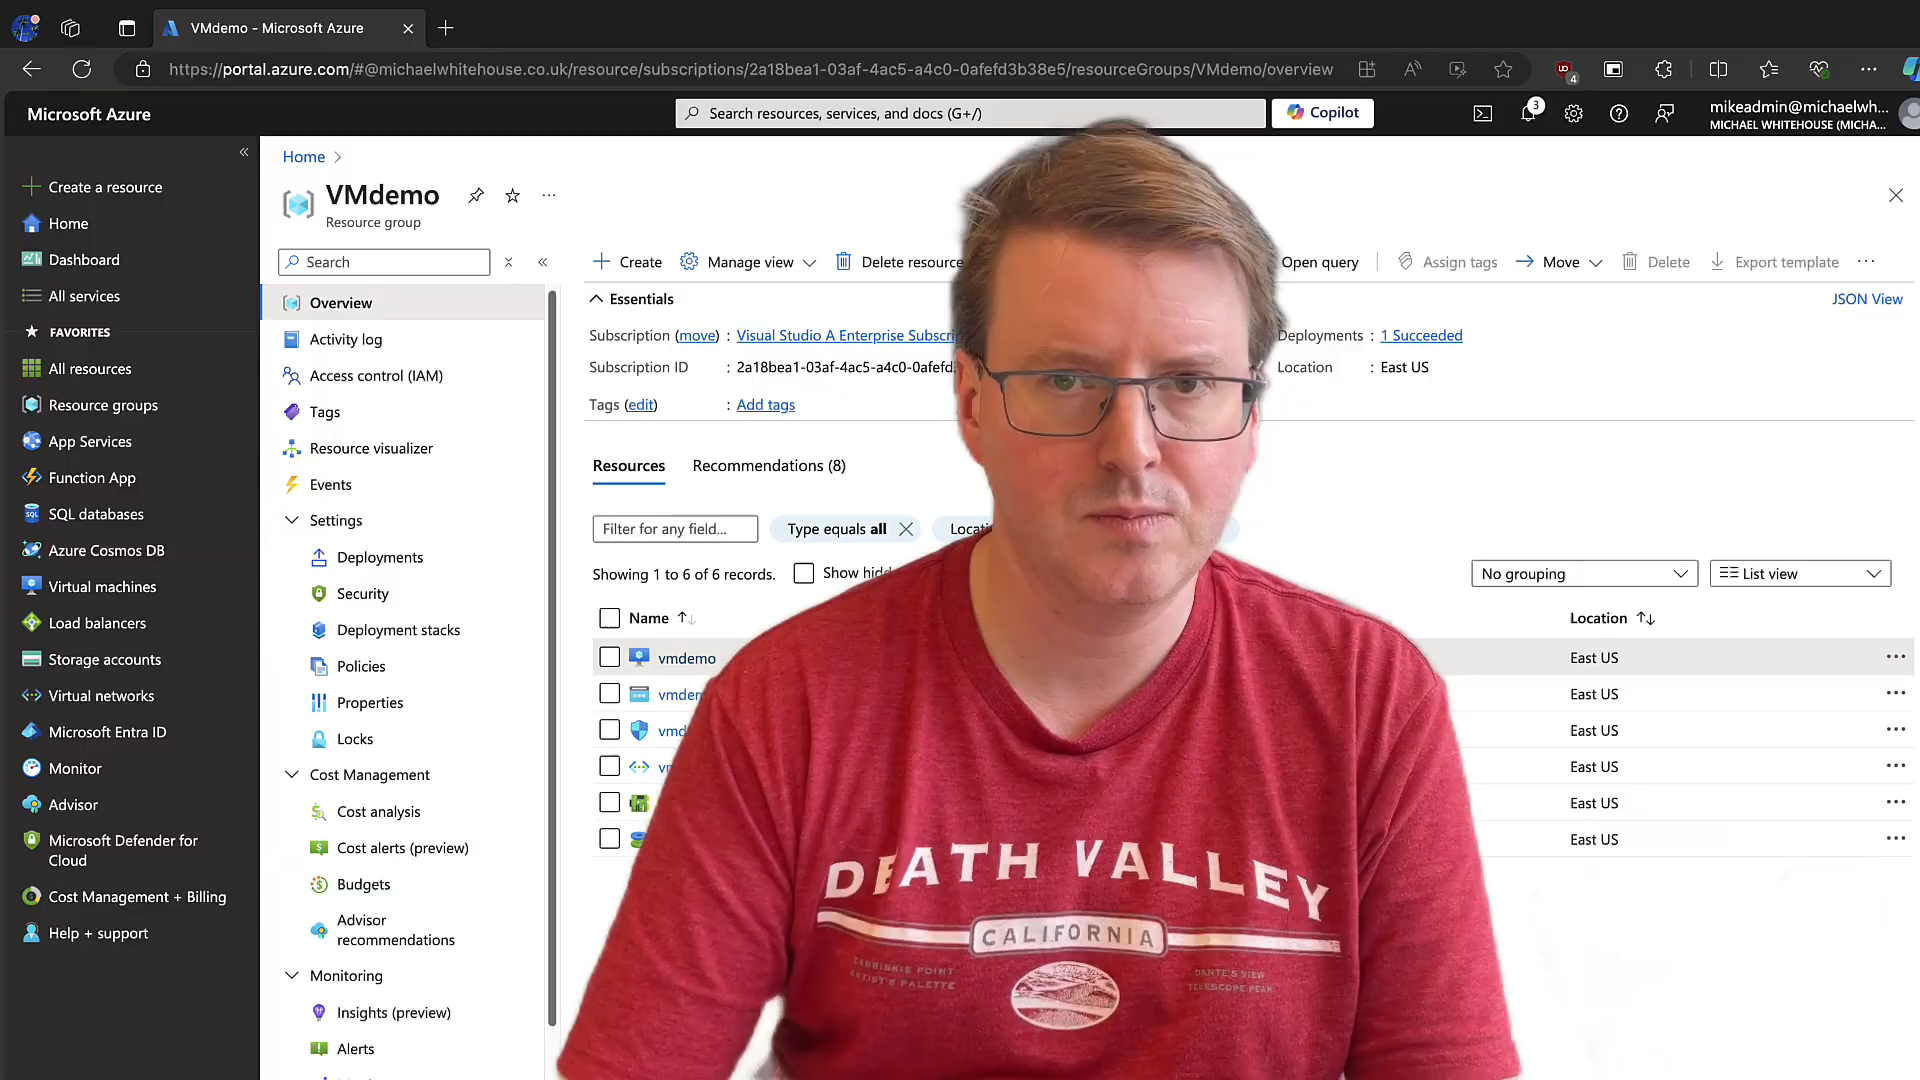 VMdemo - Microsoft Azure
https://portal.azure.com/#@michaelwhitehouse.co.uk/resource/subscriptions/2a18bea1-03af-4ac5-a4c0-0afefd3b38e5/resourceGroups/VMdemo/overview
4
Microsoft Azure
Search resources, services, and docs (G+/)
Copilot
3
mikeadmin@michaelwh...
MICHAEL WHITEHOUSE (MICHA...
Create a resource
Home
Dashboard
All services
FAVORITES
All resources
Resource groups
App Services
Function App
SQL databases
Azure Cosmos DB
Virtual machines
Load balancers
Storage accounts
Virtual networks
Microsoft Entra ID
Monitor
Advisor
Microsoft Defender for
Cloud
Cost Management + Billing
Help + support
Home
VMdemo
Resource group
Search
Overview
Activity log
Access control (IAM)
Tags
Resource visualizer
Events
Settings
Deployments
Security
Deployment stacks
Policies
Properties
Locks
Cost Management
Cost analysis
Cost alerts (preview)
Budgets
Advisor
recommendations
Monitoring
Insights (preview)
Alerts
Create Manage view Delete resource Open query Assign tags Move Delete Export template
Essentials JSON View
Subscription (move) : Visual Studio A Enterprise Deployments : 1 Succeeded
Subscription ID : 2a18bea1-03af-4ac5-a4c0-0afefd Location : East US
Tags (edit) : Add tags
Resources Recommendations (8)
Filter for any field... Type equals all
Showing 1 to 6 of 6 records. Show No grouping List view
Name Location
vmdemo East US
East US
East US
East US
East US
East US
DEATH VALLEY
CALIFORNIA
ZABRISKIE POINT
ARTIST'S PALETTE
DANTE'S VIEW
TELESCOPE PEAK